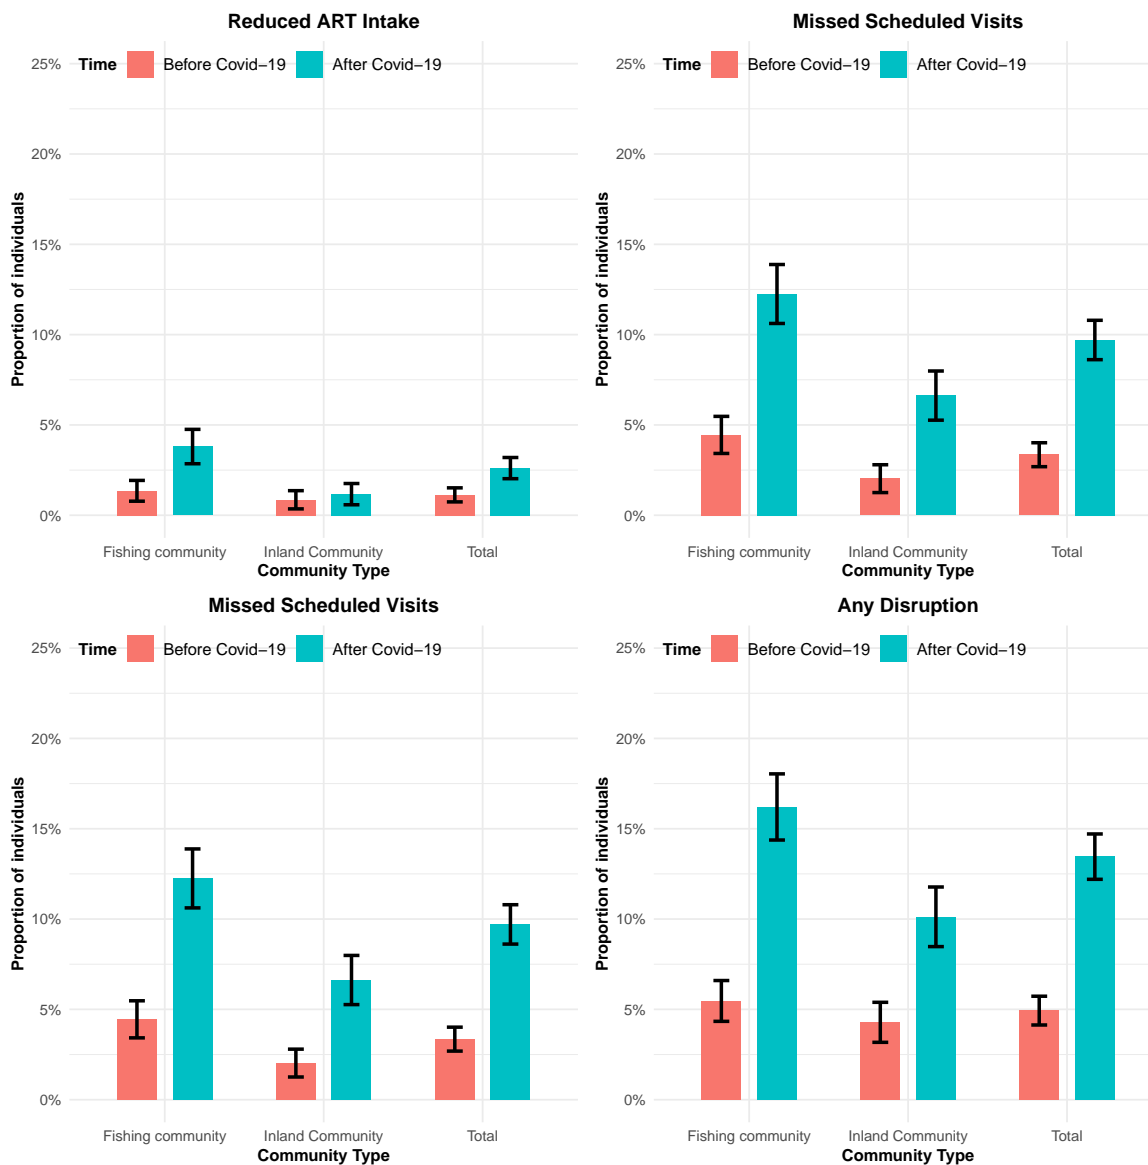 Reduced ART Intake
Time Before Covid−19 After Covid−19
25%
20%
15%
10%
5%
0%
Proportion of individuals
Fishing community Inland Community Total
Community Type
Missed Scheduled Visits
Time Before Covid−19 After Covid−19
25%
20%
15%
10%
5%
0%
Proportion of individuals
Fishing community Inland Community Total
Community Type
Missed Scheduled Visits
Time Before Covid−19 After Covid−19
25%
20%
15%
10%
5%
0%
Proportion of individuals
Fishing community Inland Community Total
Community Type
Any Disruption
Time Before Covid−19 After Covid−19
25%
20%
15%
10%
5%
0%
Proportion of individuals
Fishing community Inland Community Total
Community Type